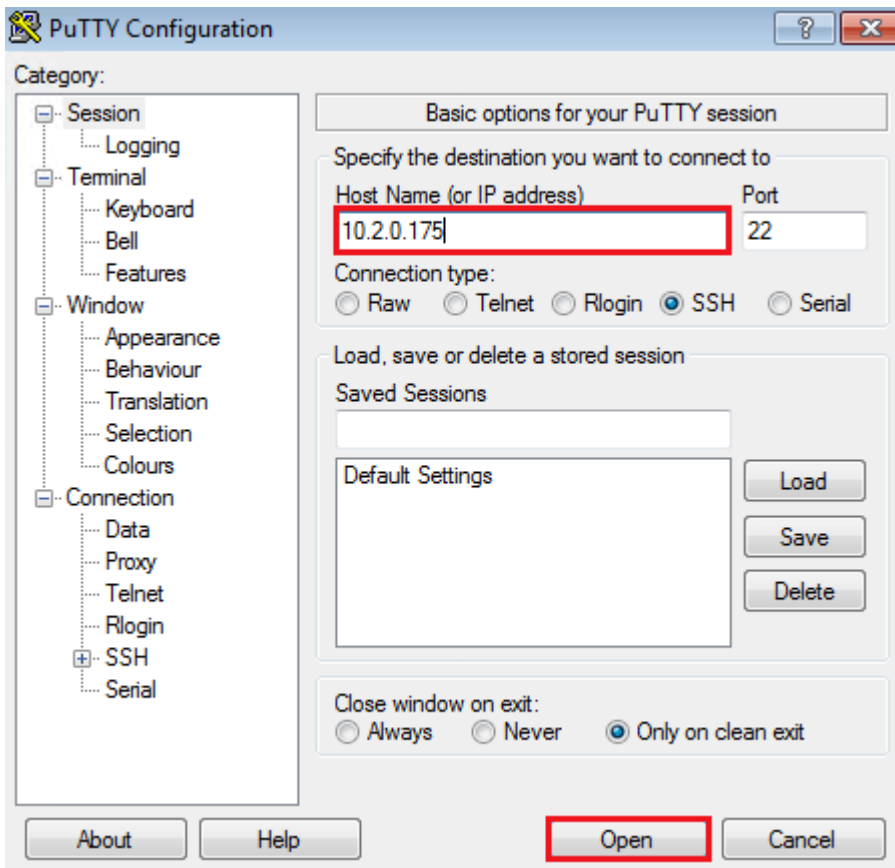 PuTTY Configuration
Category:
Session
Logging
Terminal
Keyboard
Bell
Features
Window
Appearance
Behaviour
Translation
Selection
Colours
Connection
Data
Proxy
Telnet
Rlogin
SSH
Serial
Basic options for your PuTTY session
Specify the destination you want to connect to
Host Name (or IP address) Port
10.2.0.175 22
Connection type:
Raw Telnet Rlogin SSH Serial
Load, save or delete a stored session
Saved Sessions
Default Settings
Load
Save
Delete
Close window on exit:
Always Never Only on clean exit
About Help Open Cancel